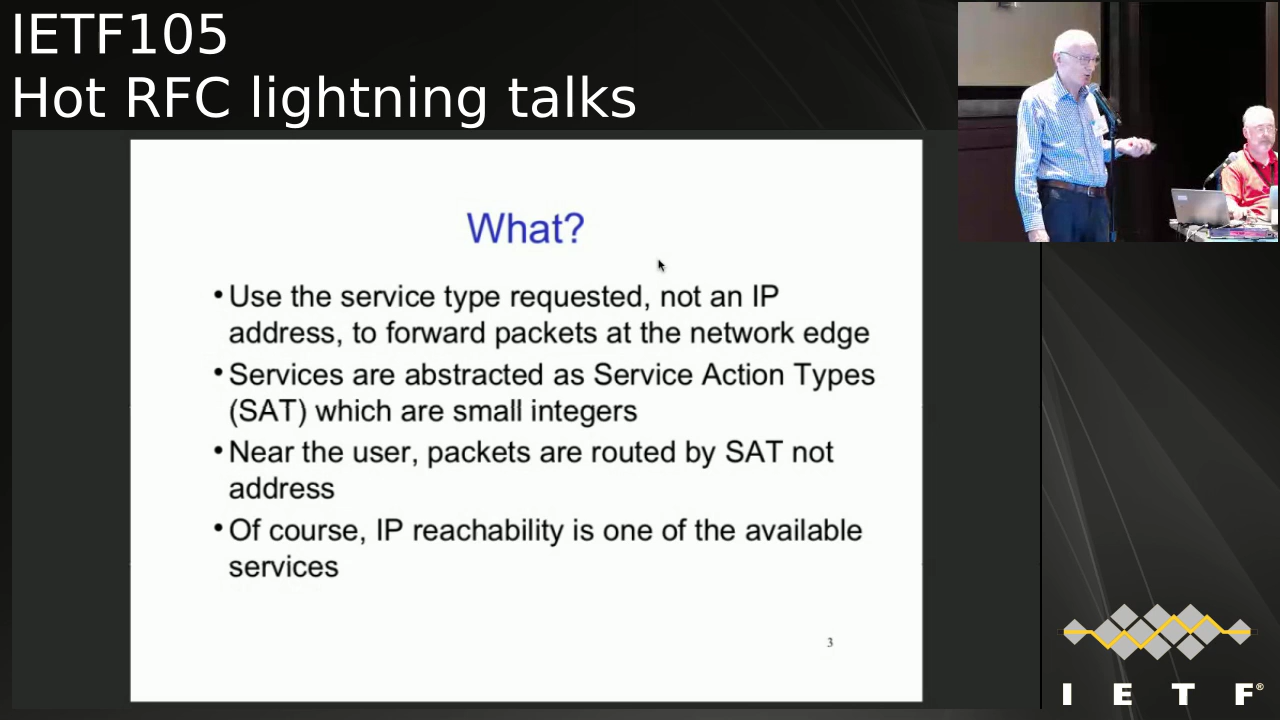 IETF105
Hot RFC lightning talks
What?
• Use the service type requested, not an IP
address, to forward packets at the network edge
• Services are abstracted as Service Action Types
(SAT) which are small integers
• Near the user, packets are routed by SAT not
address
• Of course, IP reachability is one of the available
services
3
I E T F®